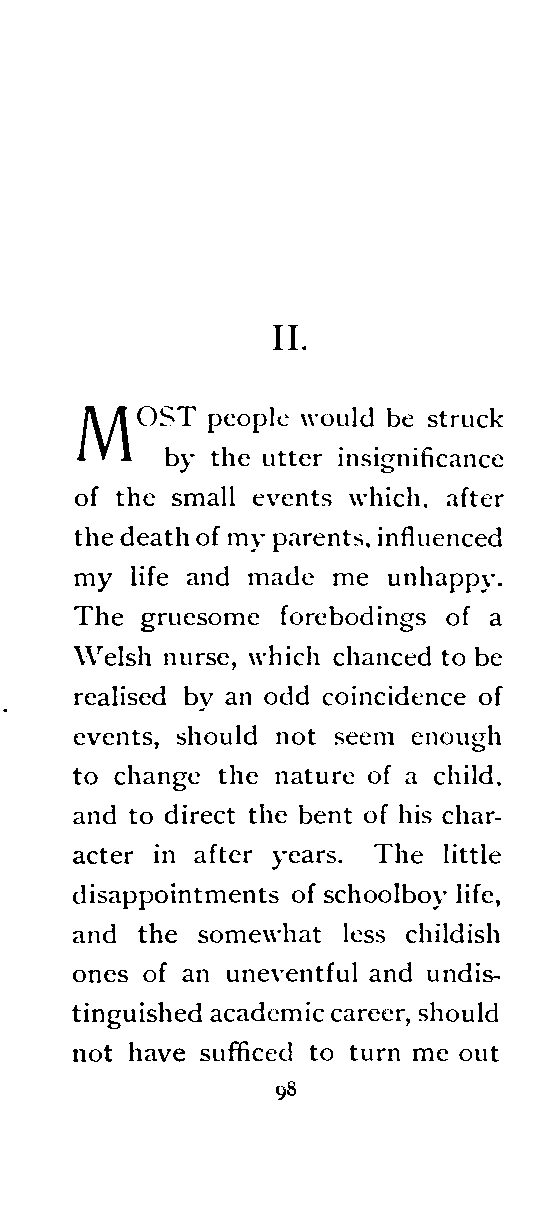 II.
MOST people would be struck
by the utter insignificance
of the small events which, after
the death of my parents, influenced
my life and made me unhappy.
The gruesome forebodings of a
Welsh nurse, which chanced to be
realised by an odd coincidence of
events, should not seem enough
to change the nature of a child,
and to direct the bent of his char-
acter in after years. The little
disappointments of schoolboy life,
and the somewhat less childish
ones of an uneventful and undis-
tinguished academic career, should
not have sufficed to turn me out
98